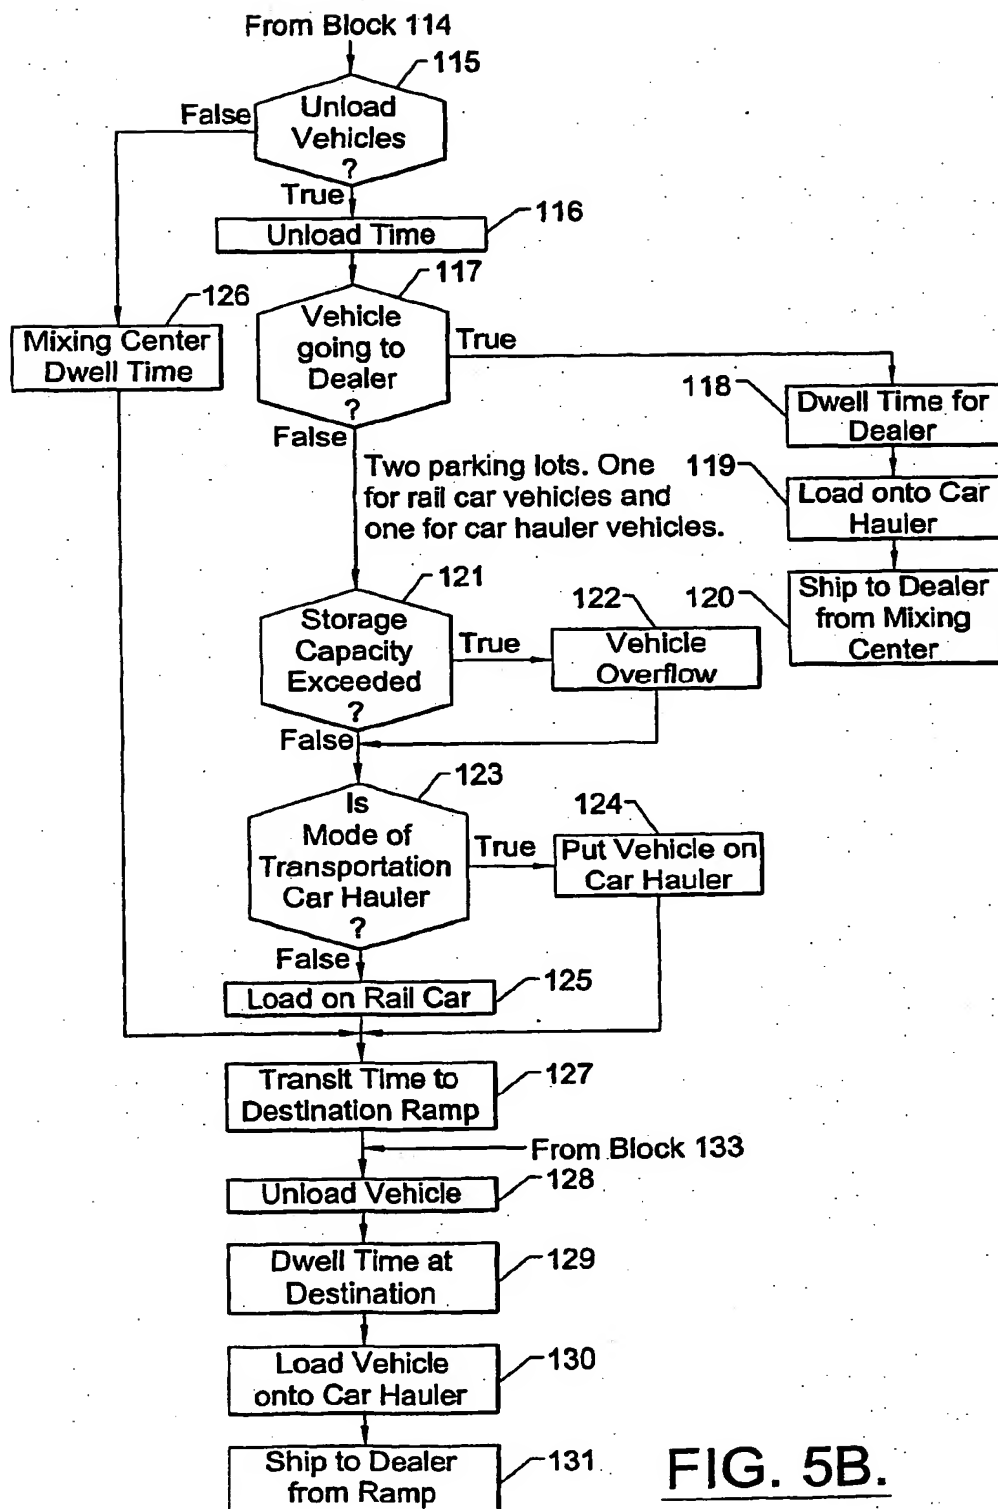 From Block 114
115
Unload
Vehicles
?
False
True
116
Unload Time
117
Vehicle
going to
Dealer
?
True
False
126
Mixing Center
Dwell Time
118
Dwell Time for
Dealer
119
Load onto Car
Hauler
120
Ship to Dealer
from Mixing
Center
Two parking lots. One
for rail car vehicles and
one for car hauler vehicles.
121
Storage
Capacity
Exceeded
?
True
False
122
Vehicle
Overflow
123
Is
Mode of
Transportation
Car Hauler
?
True
False
124
Put Vehicle on
Car Hauler
Load on Rail Car
125
Transit Time to
Destination Ramp
127
From Block 133
Unload Vehicle
128
Dwell Time at
Destination
129
Load Vehicle
onto Car Hauler
130
Ship to Dealer
from Ramp
131
FIG. 5B.